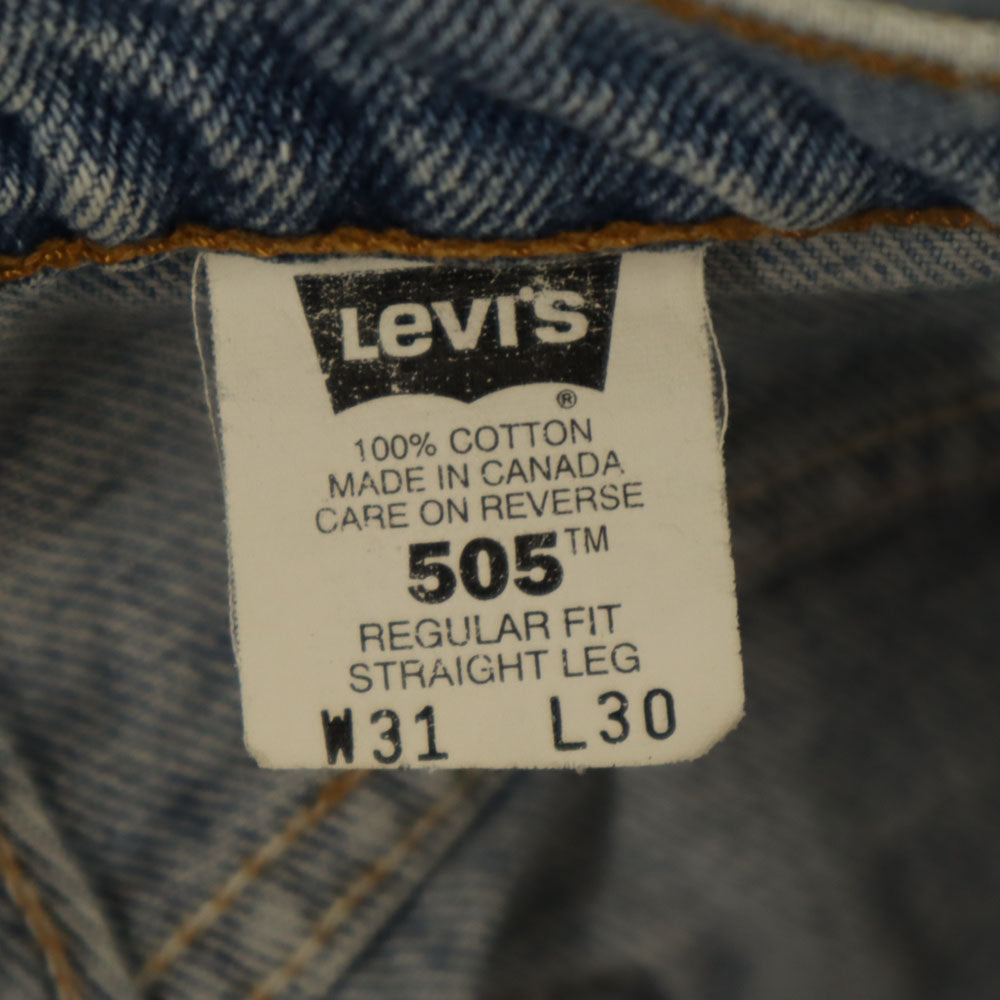 Levi's
®
100% COTTON
MADE IN CANADA
CARE ON REVERSE
505™
REGULAR FIT
STRAIGHT LEG
W31 L30